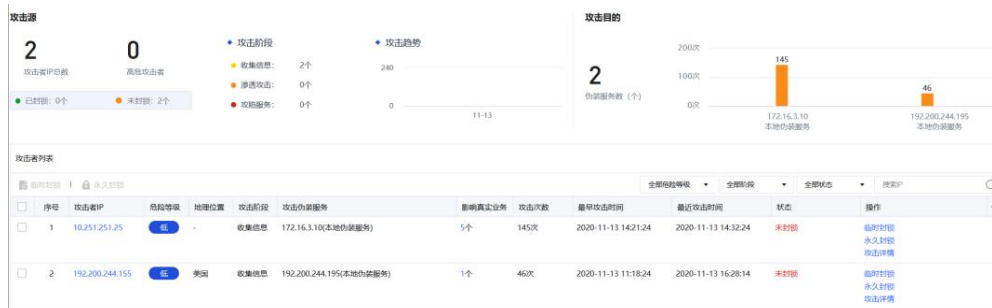 攻击源
2
攻击者IP总数
0
高危攻击者
已封锁: 0个
未封锁: 2个
攻击阶段
收集信息: 2个
渗透攻击: 0个
攻陷服务: 0个
攻击趋势
240
0
11-13
攻击目的
2
伪装服务数 (个)
200次
100次
0次
145
46
172.16.3.10
本地伪装服务
192.200.244.195
本地伪装服务
攻击者列表
临时封锁 | 永久封锁
全部危险等级 全部阶段 全部状态 搜索IP
序号 攻击者IP 危险等级 地理位置 攻击阶段 攻击伪装服务 影响真实业务 攻击次数 最早攻击时间 最近攻击时间 状态 操作
1 10.251.251.25 低 - 收集信息 172.16.3.10(本地伪装服务) 5个 145次 2020-11-13 14:21:24 2020-11-13 14:32:24 未封锁 临时封锁
永久封锁
攻击详情
2 192.200.244.155 低 美国 收集信息 192.200.244.195(本地伪装服务) 1个 46次 2020-11-13 11:18:24 2020-11-13 16:28:14 未封锁 临时封锁
永久封锁
攻击详情